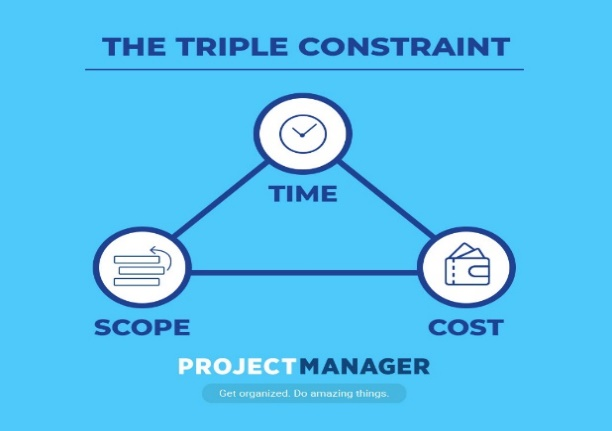 THE TRIPLE CONSTRAINT
TIME
SCOPE
COST
PROJECTMANAGER
Get organized. Do amazing things.